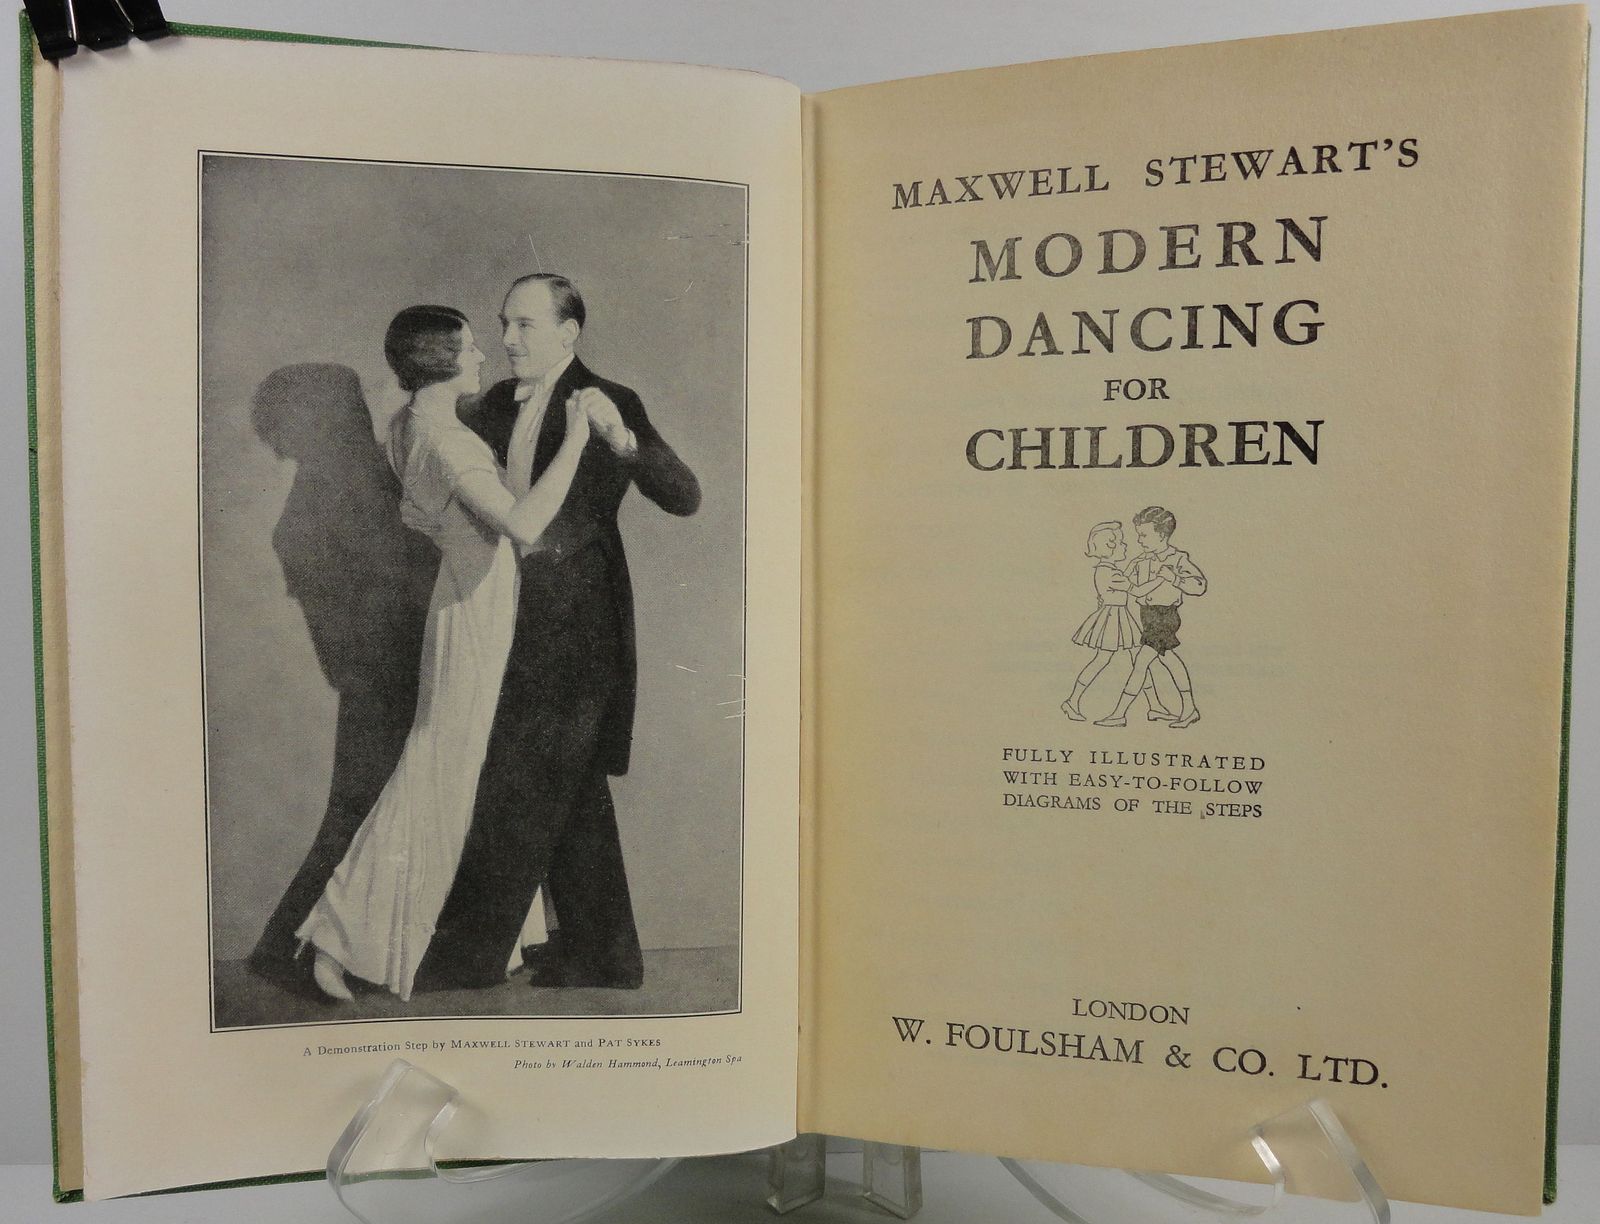 A Demonstration Step by MAXWELL STEWART and PAT SYKES
Photo by Walden Hammond, Leamington Spa
MAXWELL STEWART'S
MODERN
DANCING
FOR
CHILDREN
FULLY ILLUSTRATED
WITH EASY-TO-FOLLOW
DIAGRAMS OF THE STEPS
LONDON
W. FOULSHAM & CO. LTD.